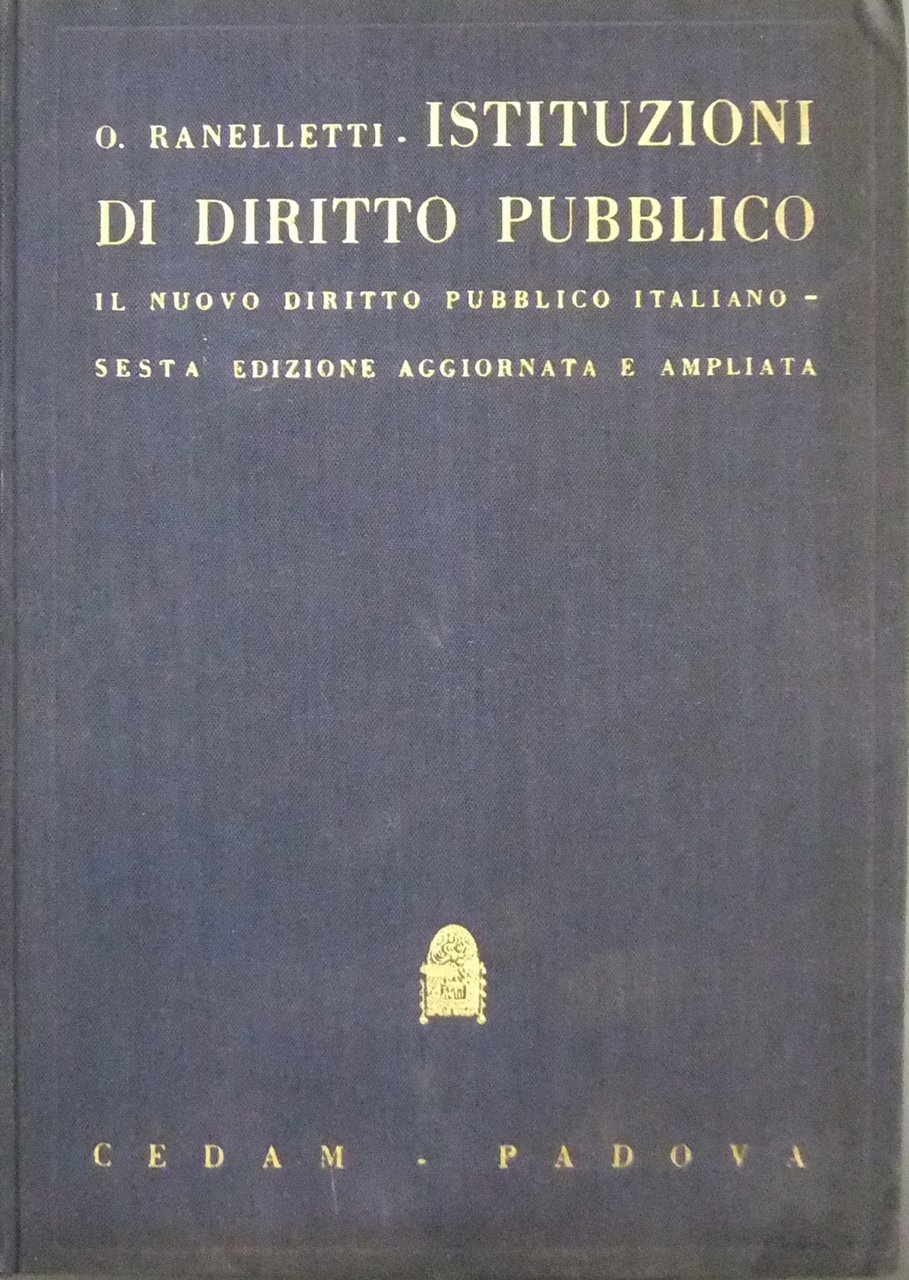 O. RANELLETTI - ISTITUZIONI
DI DIRITTO PUBBLICO
IL NUOVO DIRITTO PUBBLICO ITALIANO -
SESTA EDIZIONE AGGIORNATA E AMPLIATA
CEDAM - PADOVA